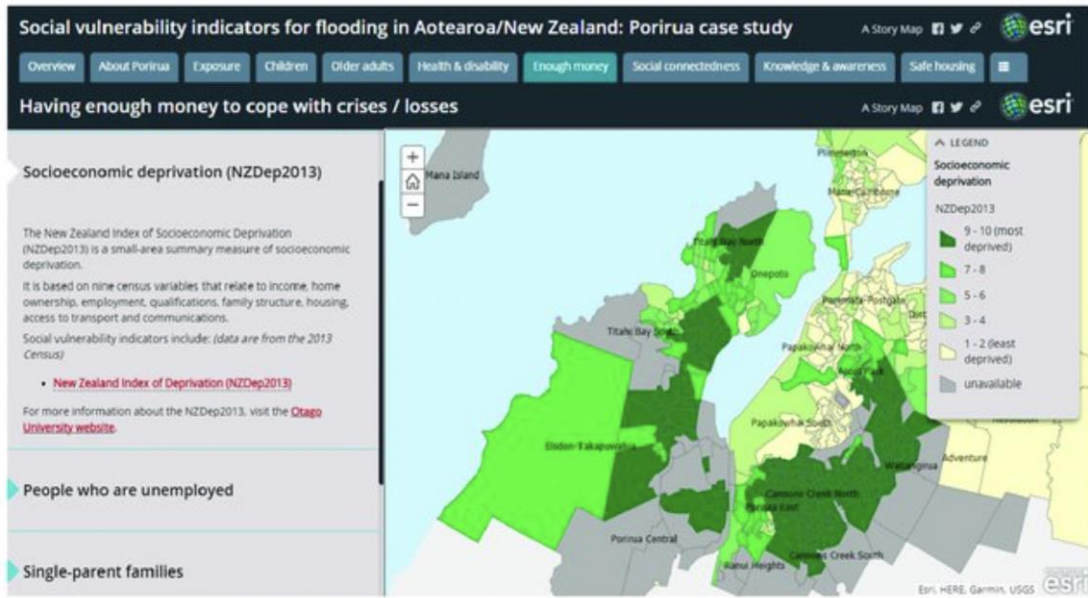 Social vulnerability indicators for flooding in Aotearoa/New Zealand: Porirua case study
A Story Map
esri
Overview
About Porirua
Exposure
Children
Older adults
Health & disability
Enough money
Social connectedness
Knowledge & awareness
Safe housing
Having enough money to cope with crises / losses
A Story Map
esri
Socioeconomic deprivation (NZDep2013)
The New Zealand Index of Socioeconomic Deprivation
(NZDep2013) is a small-area summary measure of socioeconomic
deprivation.
It is based on nine census variables that relate to income, home
ownership, employment, qualifications, family structure, housing,
access to transport and communications.
Social vulnerability indicators include: (data are from the 2013
Census)
New Zealand Index of Deprivation (NZDep2013)
For more information about the NZDep2013, visit the Otago
University website.
People who are unemployed
Single-parent families
+
−
Mana Island
Plimmerton
Titahi Bay North
Onepoto
Titahi Bay South
Papakowhai North
Papakowhai South
Elsdon-Takapuwahia
Waitangirua
Adventure
Cannons Creek North
Porirua East
Porirua Central
Cannons Creek South
Ranui Heights
LEGEND
Socioeconomic
deprivation
NZDep2013
9 - 10 (most
deprived)
7 - 8
5 - 6
3 - 4
1 - 2 (least
deprived)
unavailable
Esri, HERE, Garmin, USGS
esri